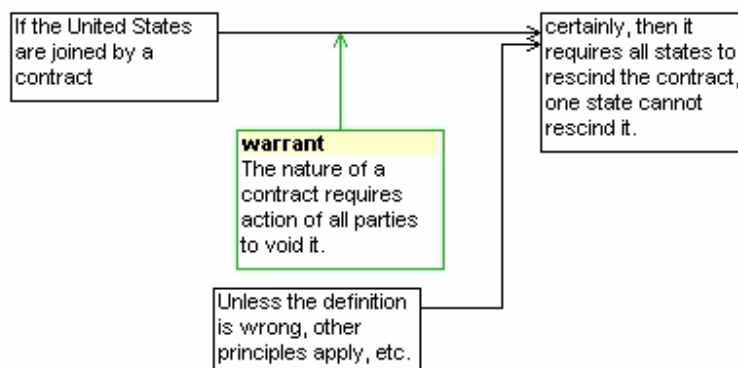 If the United States
are joined by a
contract
certainly, then it
requires all states to
rescind the contract,
one state cannot
rescind it.
warrant
The nature of a
contract requires
action of all parties
to void it.
Unless the definition
is wrong, other
principles apply, etc.